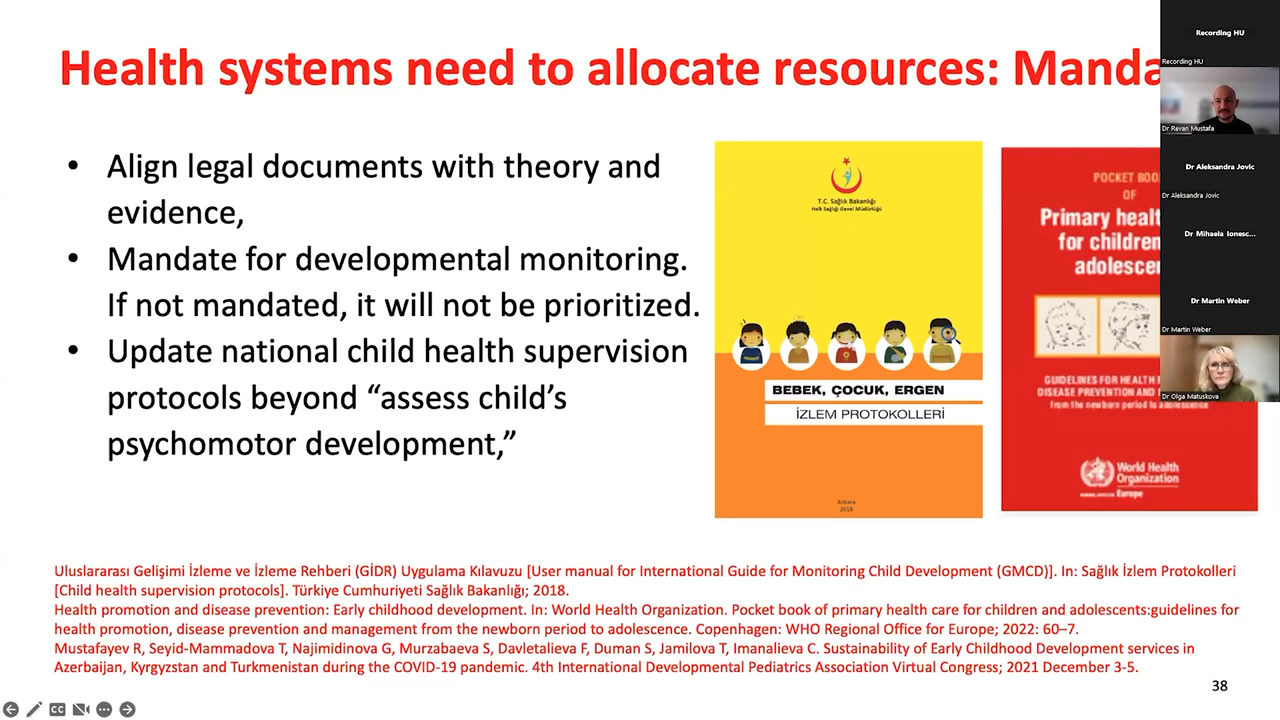 Health systems need to allocate resources: Manda
• Align legal documents with theory and
evidence,
• Mandate for developmental monitoring.
If not mandated, it will not be prioritized.
• Update national child health supervision
protocols beyond “assess child’s
psychomotor development,”
T.C. Sağlık Bakanlığı
Halk Sağlığı Genel Müdürlüğü
BEBEK, ÇOCUK, ERGEN
İZLEM PROTOKOLLERİ
Ankara
2018
POCKET BOO
OF
Primary healt
for children
adolescen
GUIDELINES FOR HEALTH
DISEASE PREVENTION AND
from the newborn period to adolescence
World Health
Organization
Europe
Recording HU
Recording HU
Dr Revan Mustafa
Dr Aleksandra Jovic
Dr Aleksandra Jovic
Dr Mihaela Ionesc...
Dr Martin Weber
Dr Martin Weber
Dr Olga Matuskova
Uluslararası Gelişimi İzleme ve İzleme Rehberi (GİDR) Uygulama Kılavuzu [User manual for International Guide for Monitoring Child Development (GMCD)]. In: Sağlık İzlem Protokolleri
[Child health supervision protocols]. Türkiye Cumhuriyeti Sağlık Bakanlığı; 2018.
Health promotion and disease prevention: Early childhood development. In: World Health Organization. Pocket book of primary health care for children and adolescents:guidelines for
health promotion, disease prevention and management from the newborn period to adolescence. Copenhagen: WHO Regional Office for Europe; 2022: 60–7.
Mustafayev R, Seyid-Mammadova T, Najimidinova G, Murzabaeva S, Davletalieva F, Duman S, Jamilova T, Imanalieva C. Sustainability of Early Childhood Development services in
Azerbaijan, Kyrgyzstan and Turkmenistan during the COVID-19 pandemic. 4th International Developmental Pediatrics Association Virtual Congress; 2021 December 3-5.
38
CC